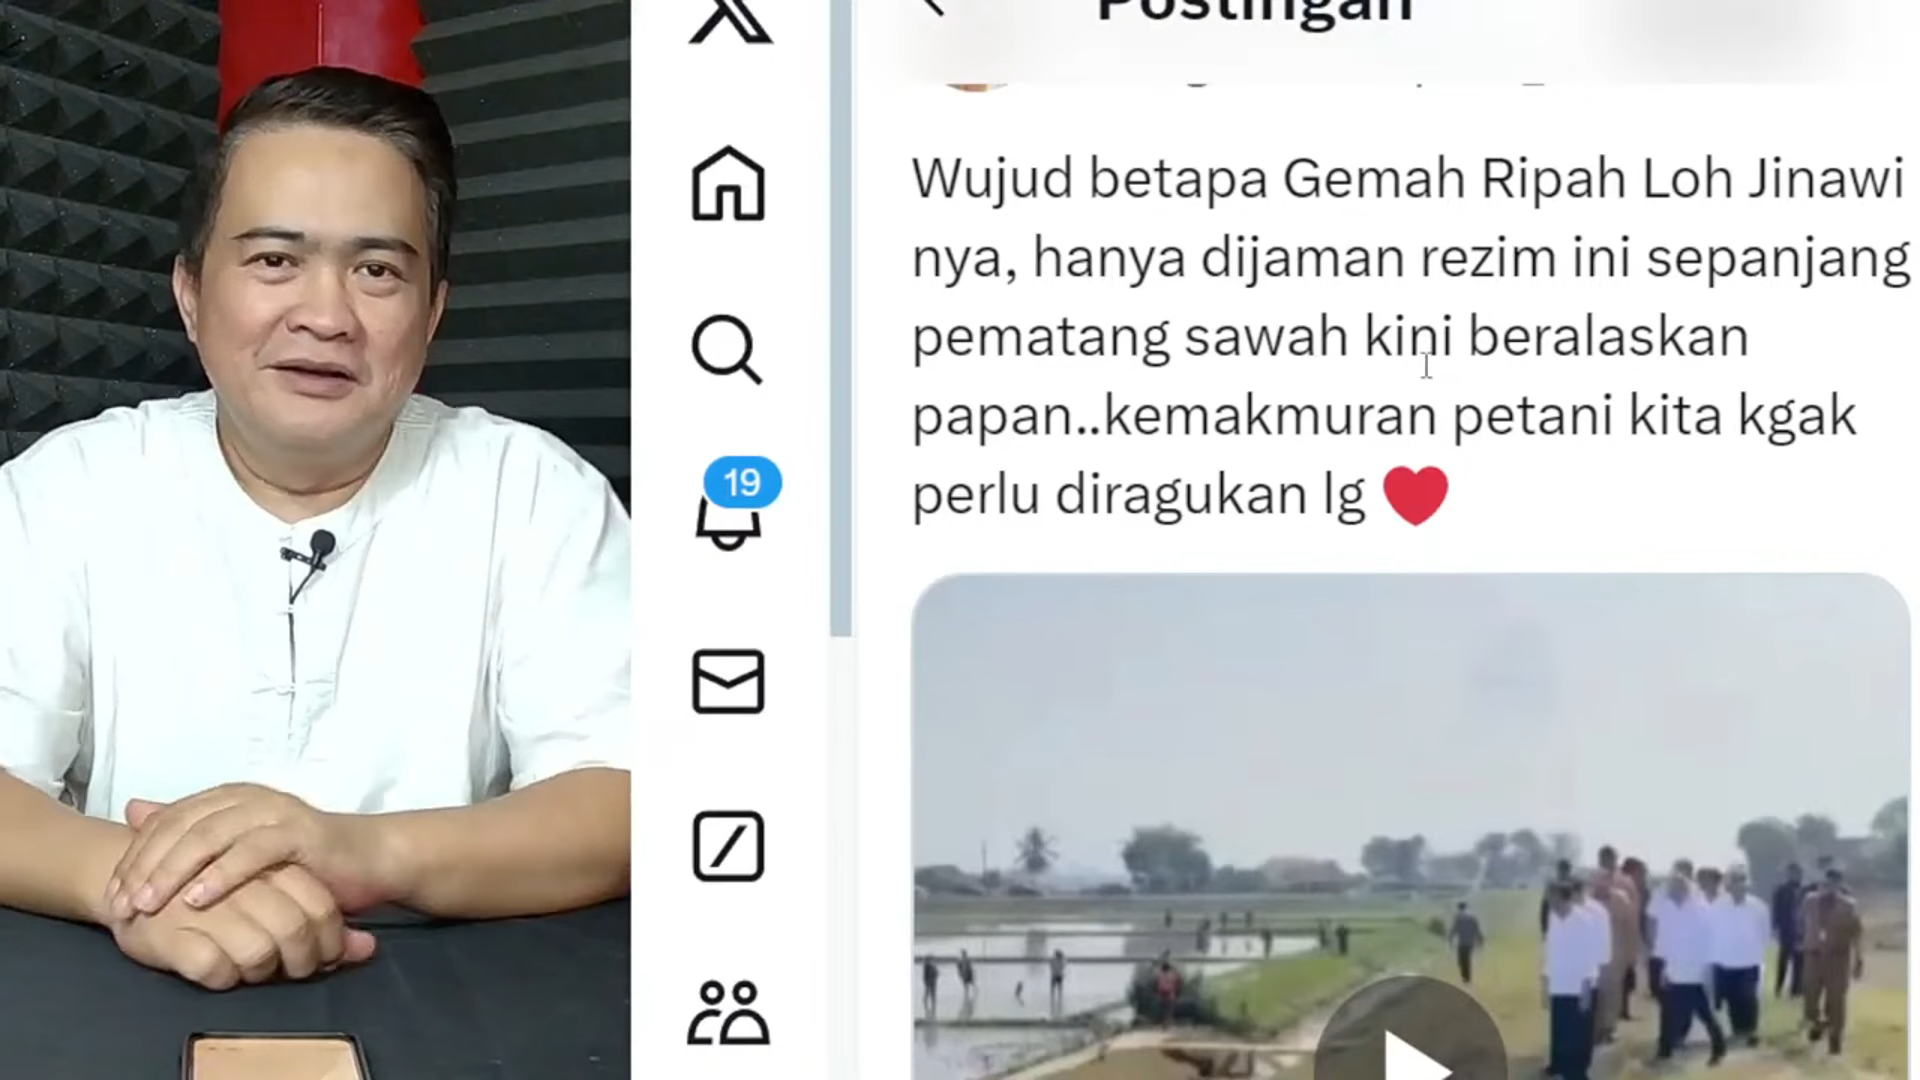 Postingan
Wujud betapa Gemah Ripah Loh Jinawi
nya, hanya dijaman rezim ini sepanjang
pematang sawah kini beralaskan
papan..kemakmuran petani kita kgak
perlu diragukan lg ❤️
19